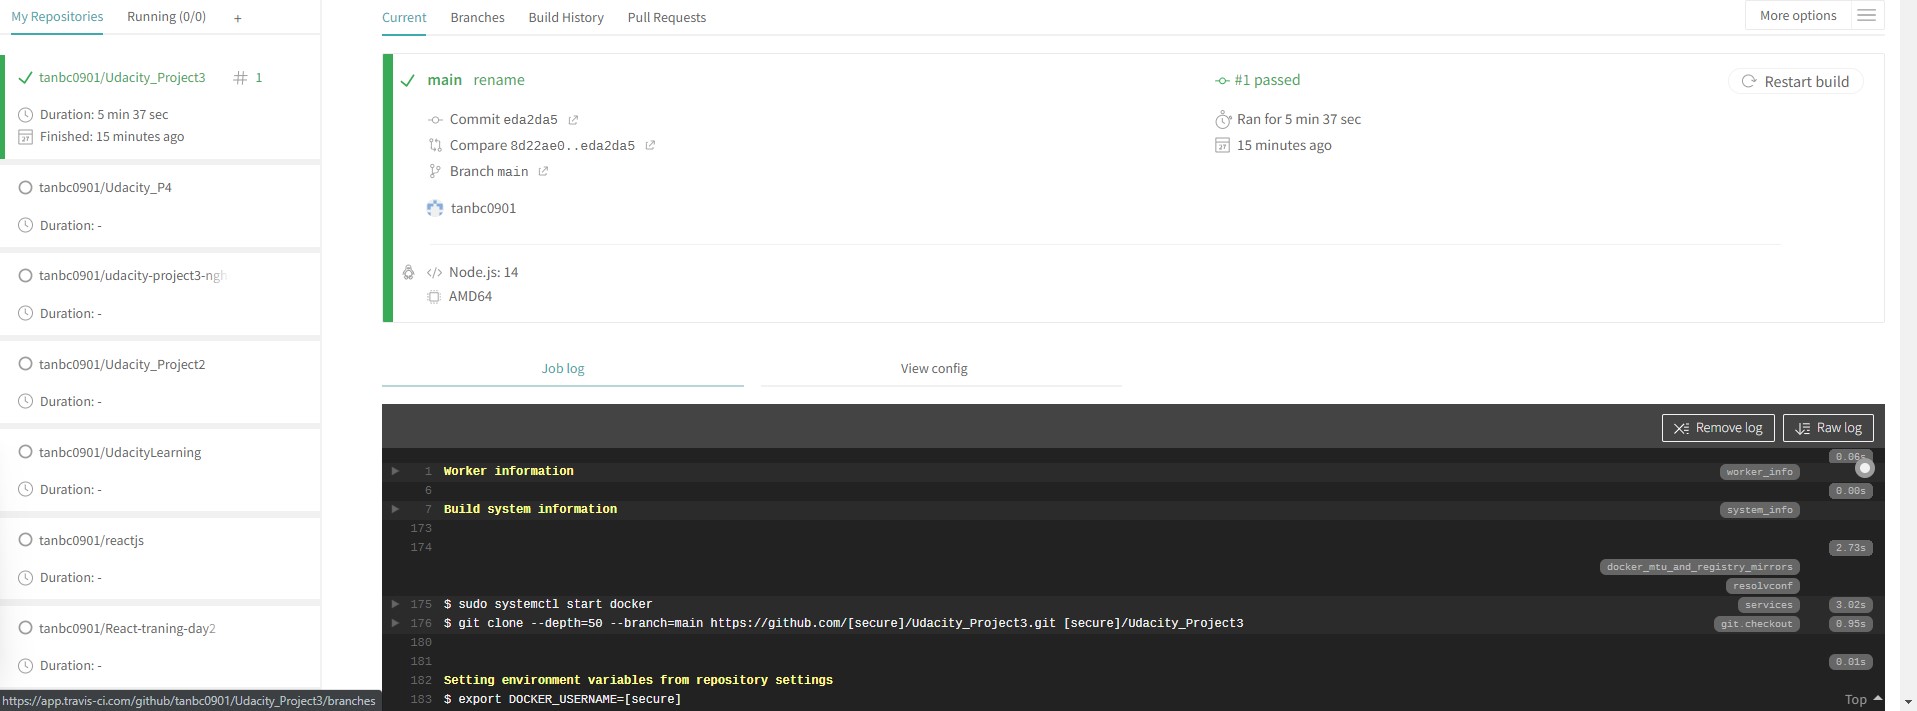 My Repositories Running (0/0) +
tanbc0901/Udacity_Project3 # 1
Duration: 5 min 37 sec
Finished: 15 minutes ago
tanbc0901/Udacity_P4
Duration: -
tanbc0901/udacity-project3-ngh
Duration: -
tanbc0901/Udacity_Project2
Duration: -
tanbc0901/UdacityLearning
Duration: -
tanbc0901/reactjs
Duration: -
tanbc0901/React-traning-day2
Duration: -
https://app.travis-ci.com/github/tanbc0901/Udacity_Project3/branches
Current Branches Build History Pull Requests
More options
main rename
Commit eda2da5
Compare 8d22ae0..eda2da5
Branch main
tanbc0901
#1 passed
Ran for 5 min 37 sec
15 minutes ago
Restart build
Node.js: 14
AMD64
Job log View config
Remove log Raw log
0.06s
1 Worker information worker_info
6 0.00s
7 Build system information system_info
173
174 2.73s
docker_mtu_and_registry_mirrors
resolvconf
175 $ sudo systemctl start docker services 3.02s
176 $ git clone --depth=50 --branch=main https://github.com/[secure]/Udacity_Project3.git [secure]/Udacity_Project3 git.checkout 0.95s
180
181 0.01s
182 Setting environment variables from repository settings
183 $ export DOCKER_USERNAME=[secure]
Top